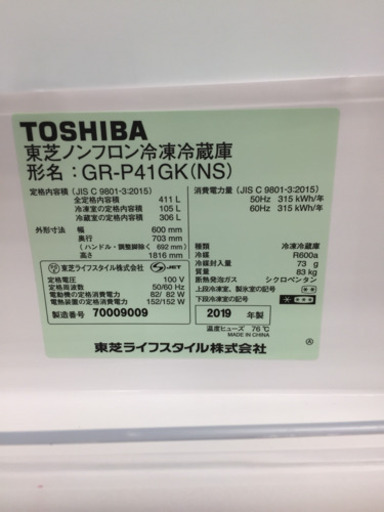 TOSHIBA
東芝ノンフロン冷凍冷蔵庫
形名:GR-P41GK(NS)
定格内容積(JIS C 9801-3:2015)
全定格内容積 411 L
冷凍室の定格内容積 105 L
冷蔵室の定格内容積 306 L
外形寸法 幅 600 mm
奥行 703 mm
(ハンドル・調整脚除く 692 mm)
高さ 1816 mm
東芝ライフスタイル株式会社 JET
定格電圧 100 V
定格周波数 50/60 Hz
電動機の定格消費電力 82/ 82 W
電熱装置の定格消費電力 152/152 W
製造番号 70009009
消費電力量(JIS C 9801-3:2015)
50Hz 315 kWh/年
60Hz 315 kWh/年
種類 冷凍冷蔵庫
冷媒 R600a
冷媒封入量 73 g
質量 83 kg
断熱発泡ガス シクロペンタン
上段冷凍室、製氷室の記号
下段冷凍室の記号
2019 年製
温度ヒューズ 76℃
MADE IN CHINA
東芝ライフスタイル株式会社
A